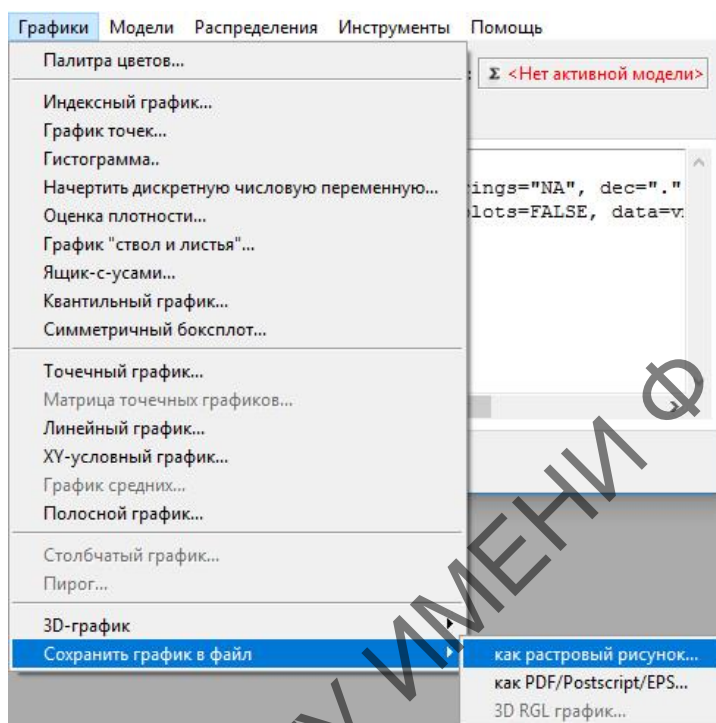 Графики Модели Распределения Инструменты Помощь
Палитра цветов...
: Σ <Нет активной модели>
Индексный график...
График точек...
Гистограмма..
Начертить дискретную числовую переменную...
ings="NA", dec="."
Оценка плотности...
lots=FALSE, data=v
График "ствол и листья"...
Ящик-с-усами...
Квантильный график...
Симметричный боксплот...
Точечный график...
Матрица точечных графиков...
Линейный график...
XY-условный график...
График средних...
Полосной график...
Столбчатый график...
Пирог...
3D-график
Сохранить график в файл
как растровый рисунок...
как PDF/Postscript/EPS...
3D RGL график...
У ИМЕНИ Ф